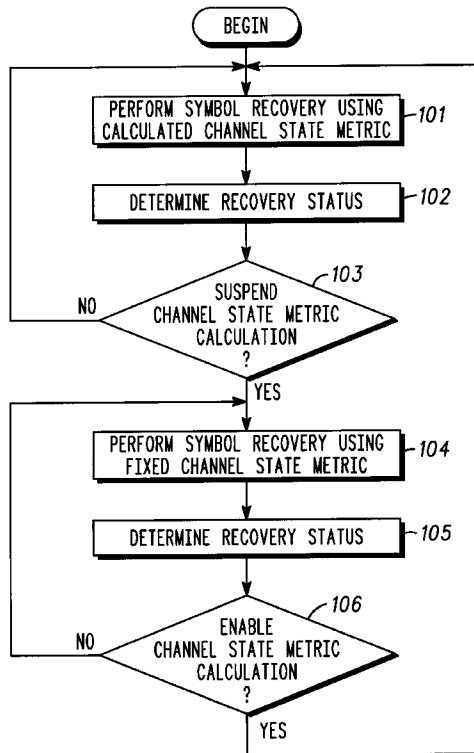 BEGIN
PERFORM SYMBOL RECOVERY USING
CALCULATED CHANNEL STATE METRIC
101
DETERMINE RECOVERY STATUS
102
103
SUSPEND
CHANNEL STATE METRIC
CALCULATION
?
NO
YES
PERFORM SYMBOL RECOVERY USING
FIXED CHANNEL STATE METRIC
104
DETERMINE RECOVERY STATUS
105
106
ENABLE
CHANNEL STATE METRIC
CALCULATION
?
NO
YES